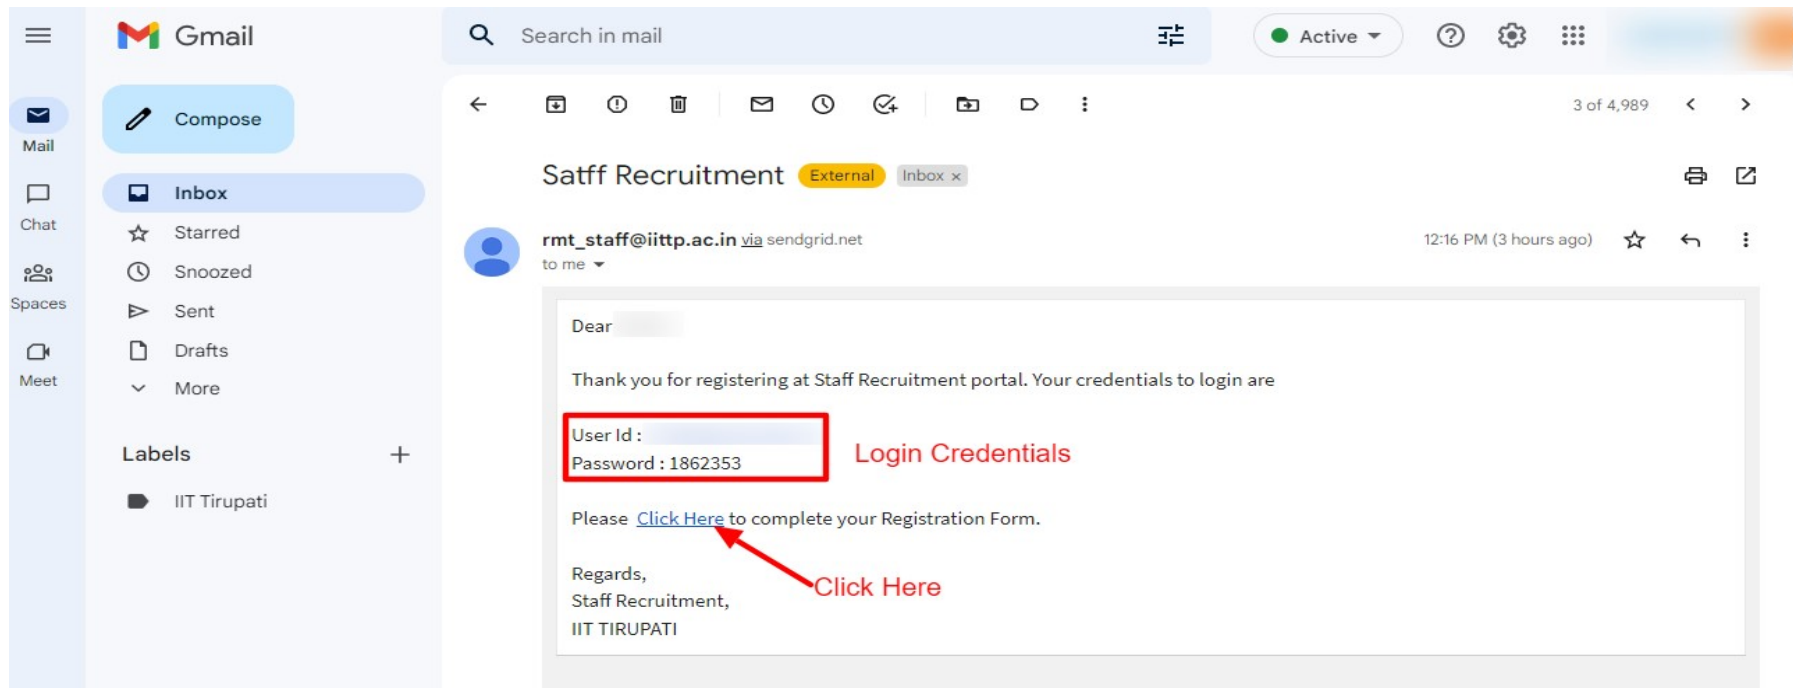 Gmail
Search in mail
Active
Compose
3 of 4,989
Mail
Satff Recruitment External Inbox ×
Inbox
Chat
Starred
rmt_staff@iittp.ac.in via sendgrid.net
12:16 PM (3 hours ago)
to me
Snoozed
Spaces
Sent
Dear
Drafts
Meet
More
Thank you for registering at Staff Recruitment portal. Your credentials to login are
User Id :
Password : 1862353
Login Credentials
Labels
IIT Tirupati
Please Click Here to complete your Registration Form.
Regards,
Click Here
Staff Recruitment,
IIT TIRUPATI